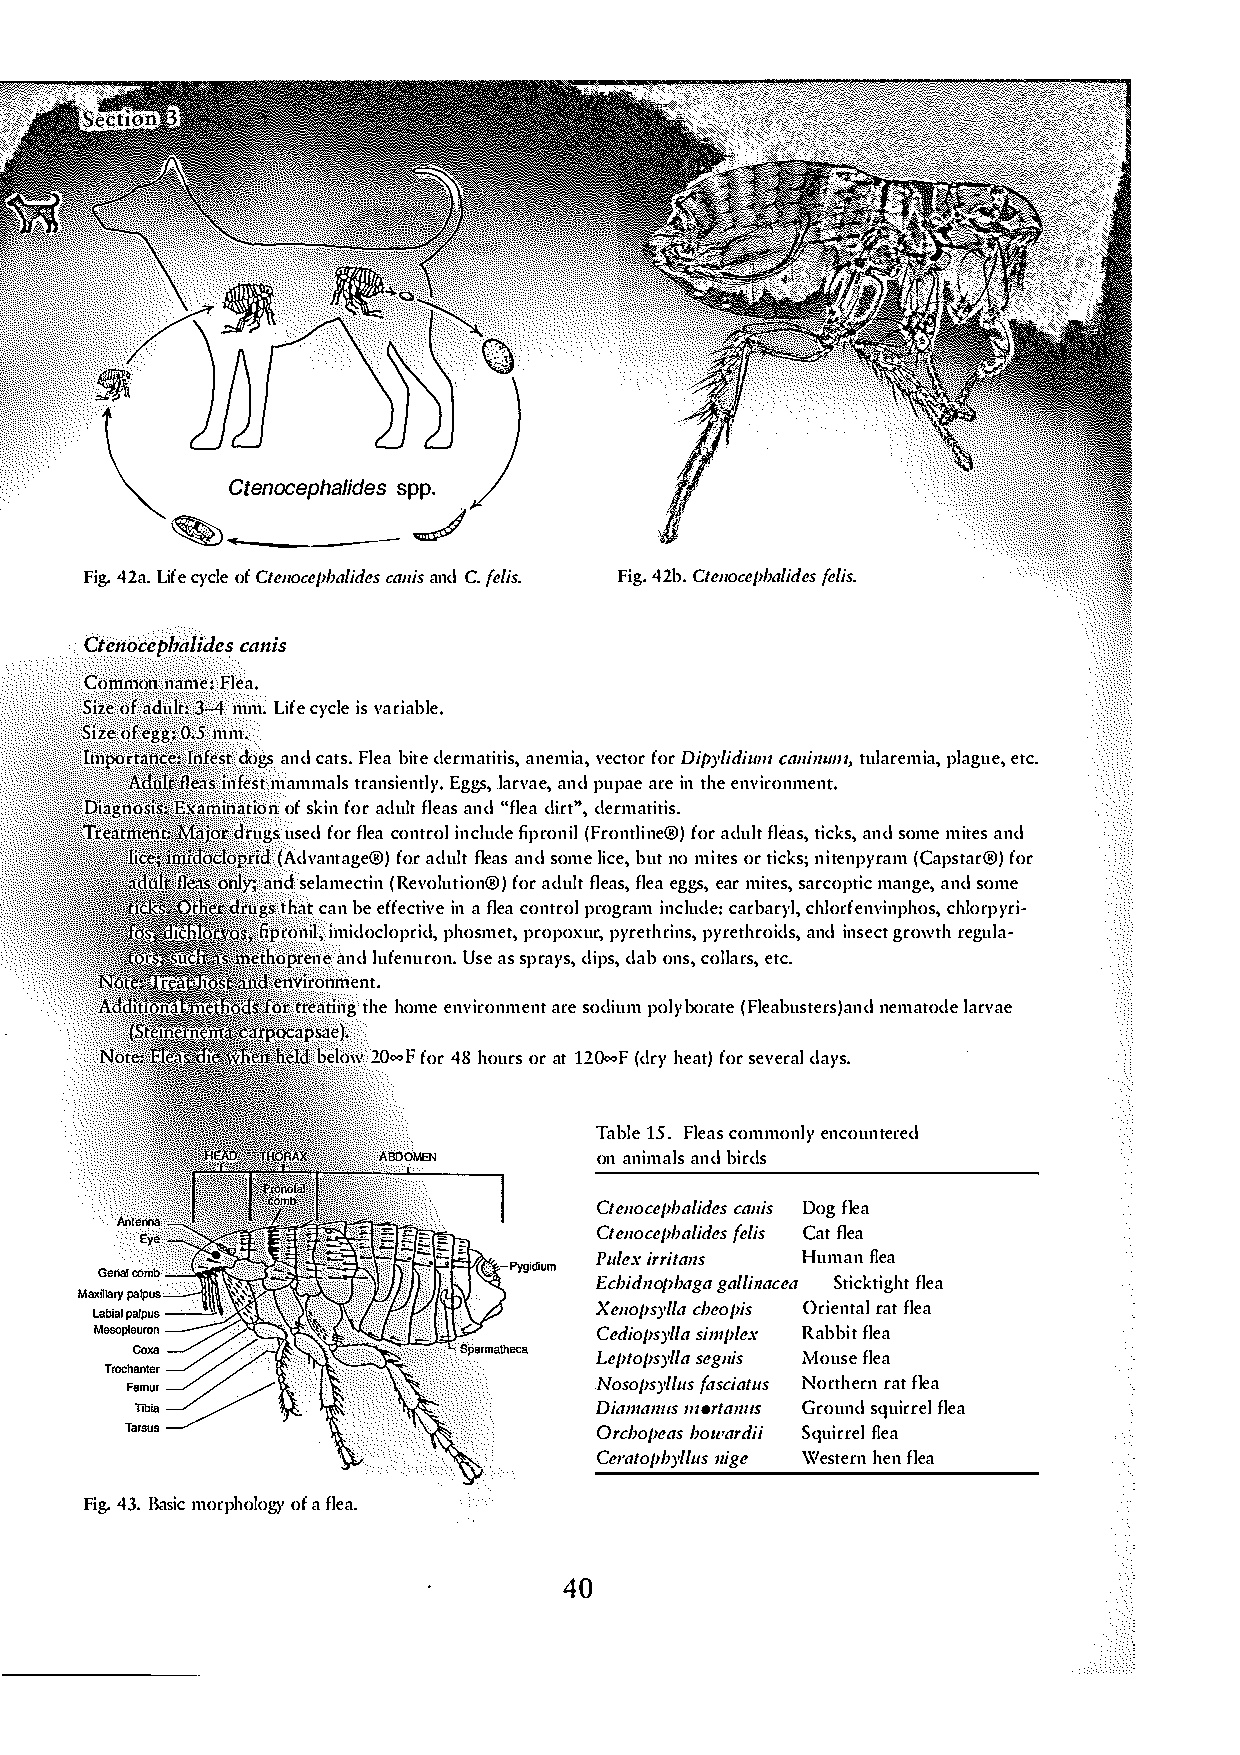 Section 3
Ctenocephalides spp.
Fig. 42a. Life cycle of Ctenocephalides canis and C. felis.
Fig. 42b. Ctenocephalides felis.
Ctenocephalides canis
Common name: Flea.
Size of adult: 3–4 mm. Life cycle is variable.
Size of egg: 0.5 mm.
Importance: Infest dogs and cats. Flea bite dermatitis, anemia, vector for Dipylidium caninum, tularemia, plague, etc.
Adult fleas infest mammals transiently. Eggs, larvae, and pupae are in the environment.
Diagnosis: Examination of skin for adult fleas and “flea dirt”, dermatitis.
Treatment: Major drugs used for flea control include fipronil (Frontline®) for adult fleas, ticks, and some mites and
lice; imidocloprid (Advantage®) for adult fleas and some lice, but no mites or ticks; nitenpyram (Capstar®) for
adult fleas only; and selamectin (Revolution®) for adult fleas, flea eggs, ear mites, sarcoptic mange, and some
ticks. Other drugs that can be effective in a flea control program include: carbaryl, chlorfenvinphos, chlorpyri-
fos, dichlorvos, fipronil, imidocloprid, phosmet, propoxur, pyrethrins, pyrethroids, and insect growth regula-
tors; such as methoprene and lufenuron. Use as sprays, dips, dab ons, collars, etc.
Note: Treat host and environment.
Additional methods for treating the home environment are sodium polyborate (Fleabusters)and nematode larvae
(Steinernema carpocapsae).
Note: Fleas die when held below 20∞F for 48 hours or at 120∞F (dry heat) for several days.
HEAD THORAX ABDOMEN
Pronotal
comb
Antenna
Eye
Genal comb
Maxillary palpus
Labial palpus
Mesopleuron
Coxa
Trochanter
Femur
Tibia
Tarsus
Pygidium
Spermatheca
Fig. 43. Basic morphology of a flea.
Table 15. Fleas commonly encountered
on animals and birds
Ctenocephalides canis Dog flea
Ctenocephalides felis Cat flea
Pulex irritans Human flea
Echidnophaga gallinacea Sticktight flea
Xenopsylla cheopis Oriental rat flea
Cediopsylla simplex Rabbit flea
Leptopsylla segnis Mouse flea
Nosopsyllus fasciatus Northern rat flea
Diamanus montanus Ground squirrel flea
Orchopeas howardii Squirrel flea
Ceratophyllus nige Western hen flea
40